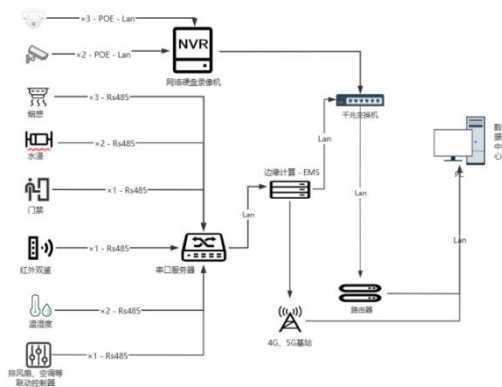 ×3 - POE - Lan
×2 - POE - Lan
NVR
网络硬盘录像机
×3 - Rs485
烟感
×2 - Rs485
水浸
×1 - Rs485
门禁
×1 - Rs485
红外双鉴
×2 - Rs485
温湿度
×1 - Rs485
排风扇、空调等
联动控制器
串口服务器
Lan
边缘计算 - EMS
Lan
千兆交换机
Lan
4G、5G基站
路由器
Lan
PC
数据中心